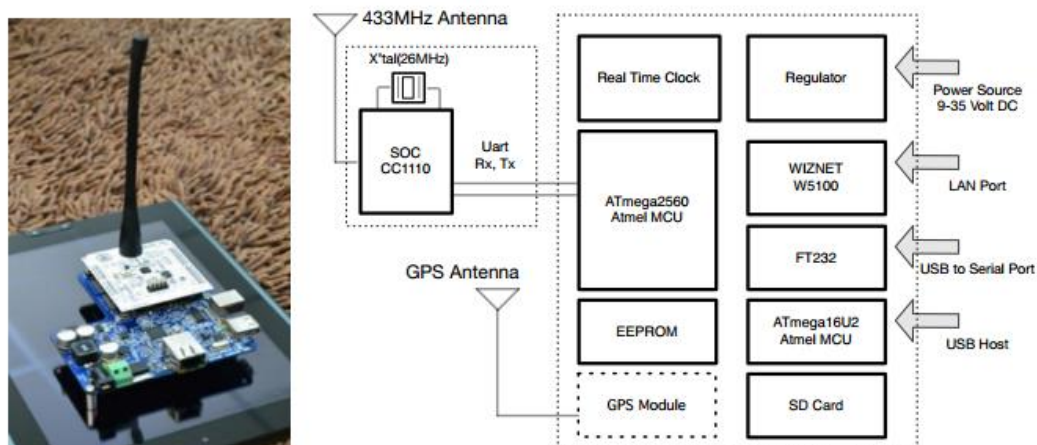 433MHz Antenna
X'tal(26MHz)
SOC
CC1110
Uart
Rx, Tx
GPS Antenna
Real Time Clock
Regulator
Power Source
9-35 Volt DC
ATmega2560
Atmel MCU
WIZNET
W5100
LAN Port
FT232
USB to Serial Port
EEPROM
ATmega16U2
Atmel MCU
USB Host
GPS Module
SD Card